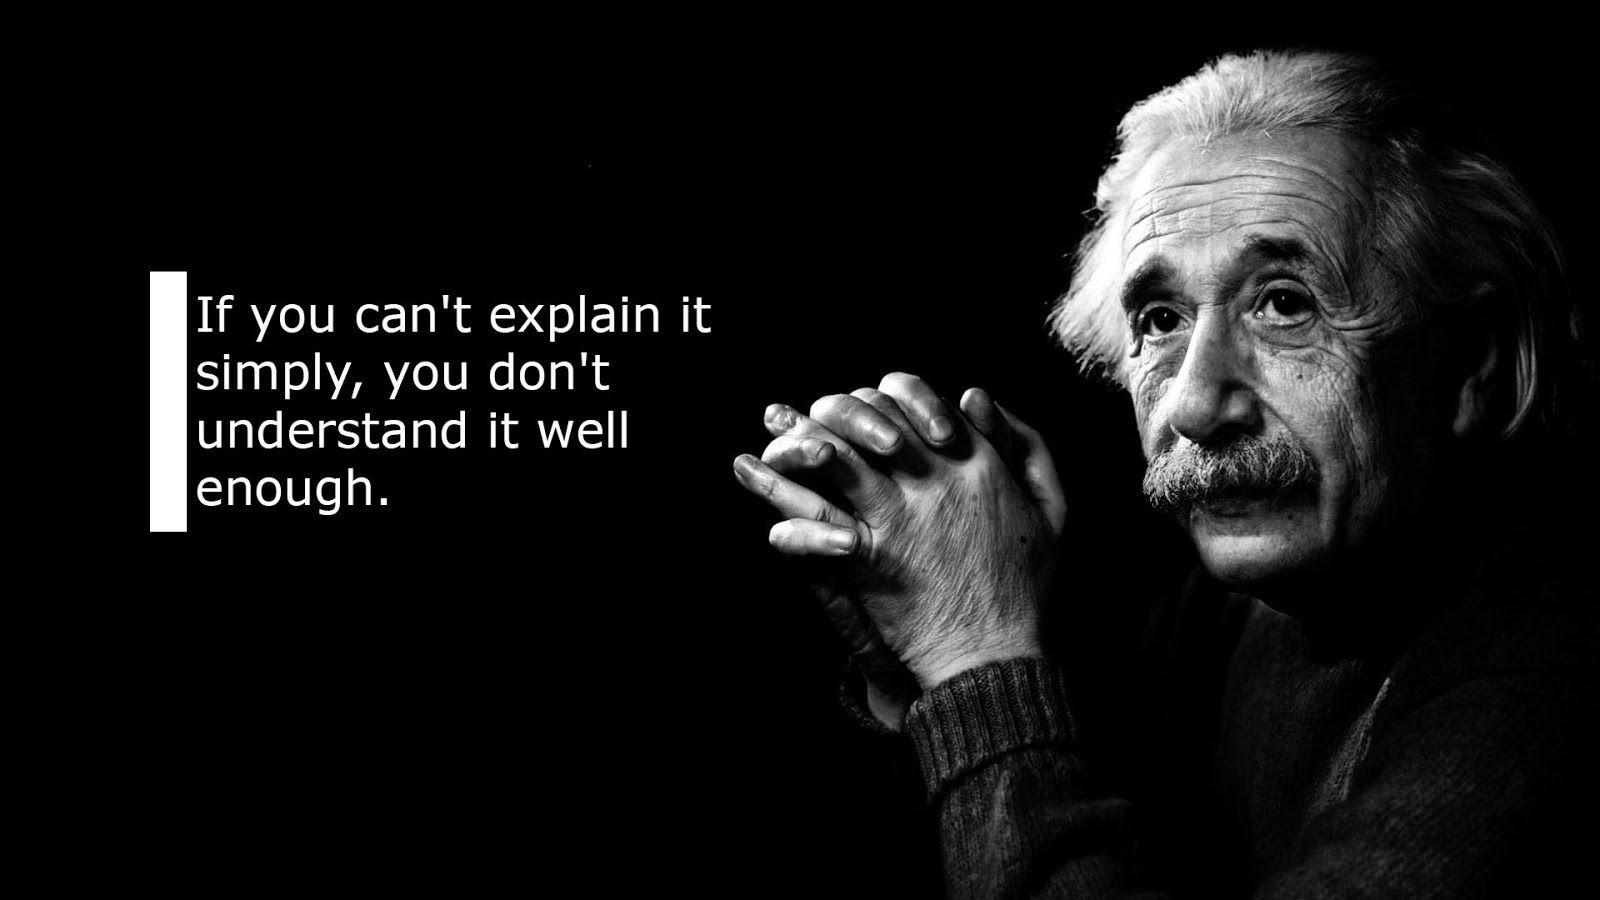 If you can't explain it
simply, you don't
understand it well
enough.